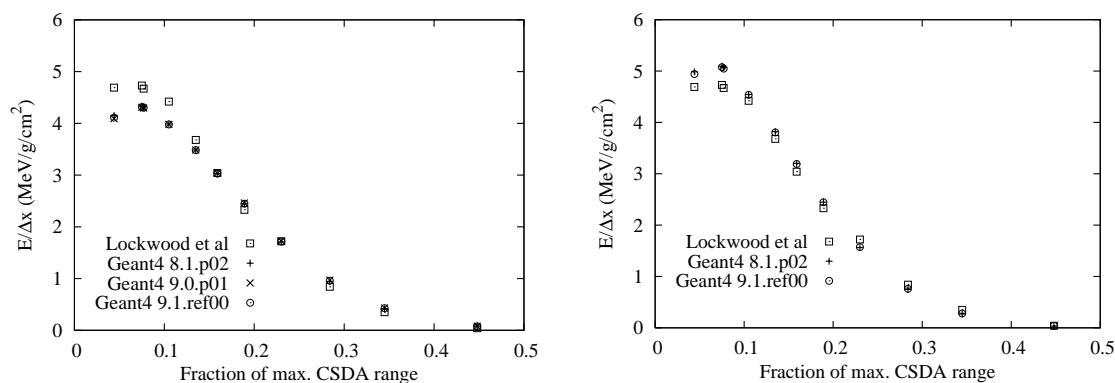 6
5
4
3
2
1
0
E/Δx (MeV/g/cm²)
Lockwood et al
Geant4 8.1.p02
Geant4 9.0.p01
Geant4 9.1.ref00
0 0.1 0.2 0.3 0.4 0.5
Fraction of max. CSDA range
6
5
4
3
2
1
0
E/Δx (MeV/g/cm²)
Lockwood et al
Geant4 8.1.p02
Geant4 9.1.ref00
0 0.1 0.2 0.3 0.4 0.5
Fraction of max. CSDA range